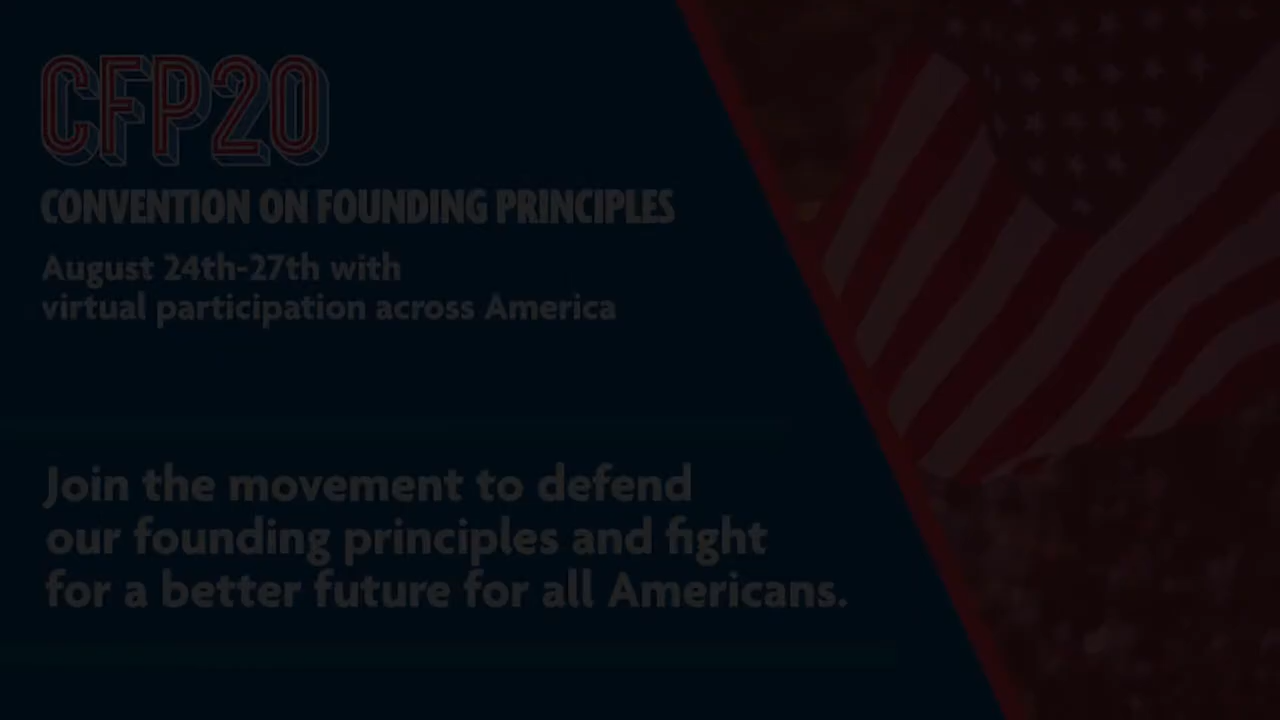 CFP20
CONVENTION ON FOUNDING PRINCIPLES
August 24th-27th with
virtual participation across America
Join the movement to defend
our founding principles and fight
for a better future for all Americans.